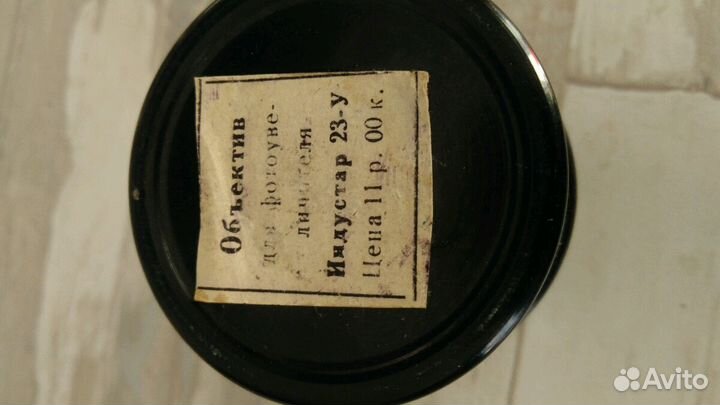 Объектив
для фотоуве-
личителя
Индустар 23-У
Цена 11 р. 00 к.
Avito